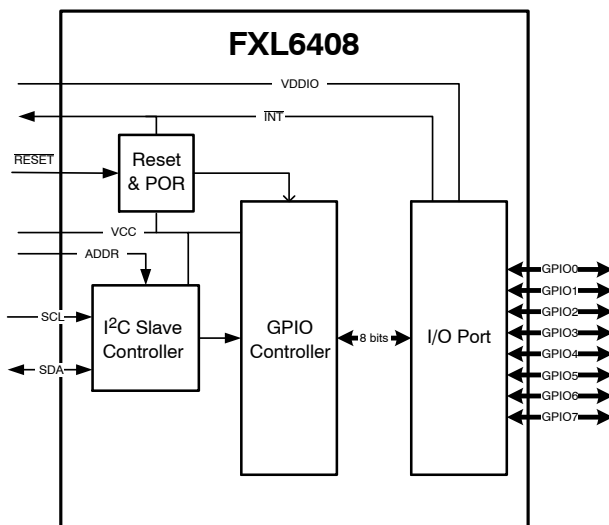 FXL6408
VDDIO
INT
RESET
Reset
& POR
VCC
ADDR
SCL
I²C Slave
Controller
SDA
GPIO
Controller
8 bits
I/O Port
GPIO0
GPIO1
GPIO2
GPIO3
GPIO4
GPIO5
GPIO6
GPIO7